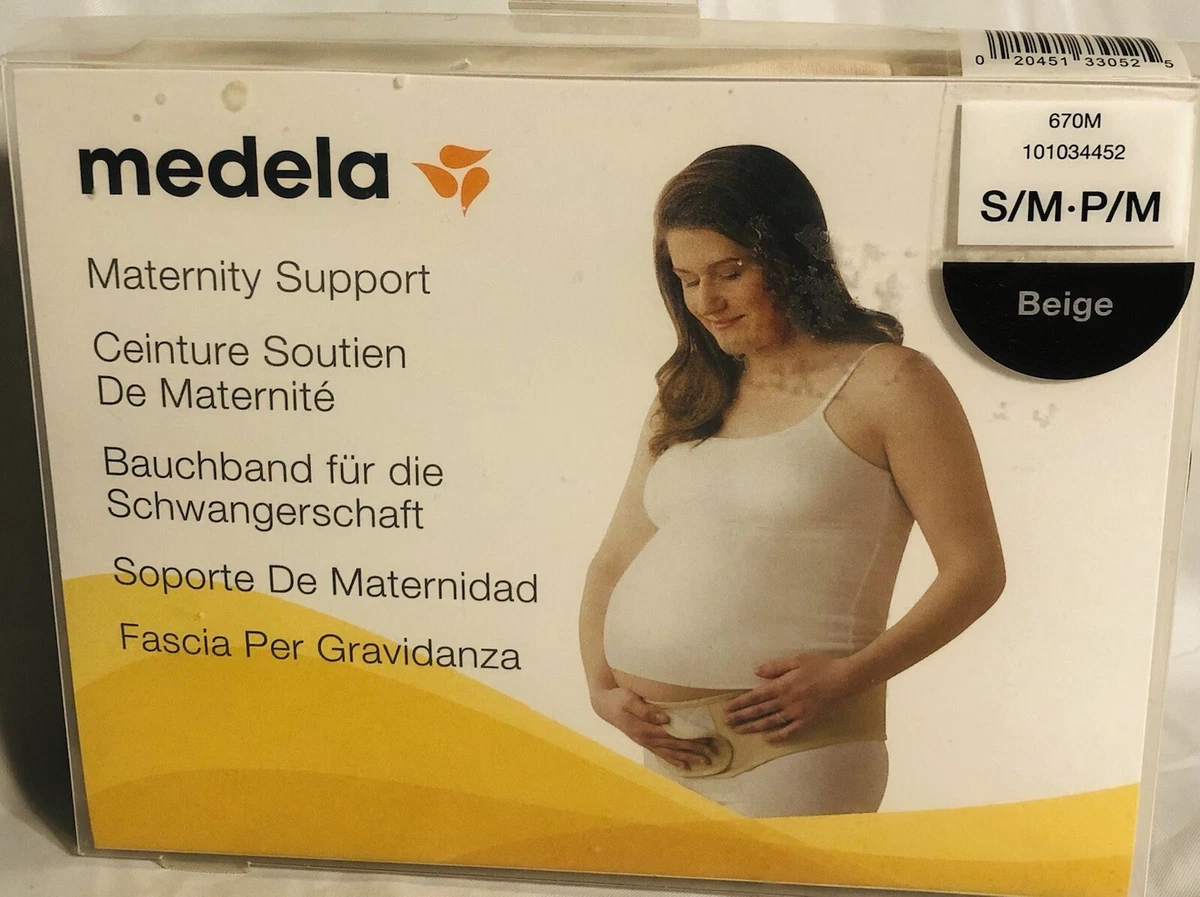 0 20451 33052 5
670M
101034452
S/M·P/M
Beige
medela
Maternity Support
Ceinture Soutien
De Maternité
Bauchband für die
Schwangerschaft
Soporte De Maternidad
Fascia Per Gravidanza